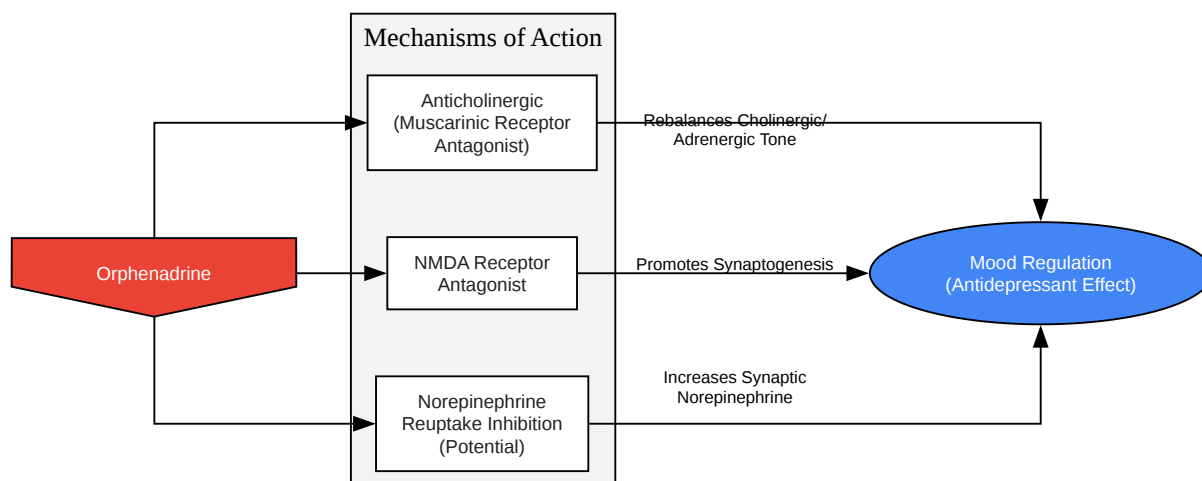 Mechanisms of Action
Anticholinergic
(Muscarinic Receptor
Antagonist)
Rebalances Cholinergic/
Adrenergic Tone
Orphenadrine
NMDA Receptor
Antagonist
Promotes Synaptogenesis
Mood Regulation
(Antidepressant Effect)
Norepinephrine
Reuptake Inhibition
(Potential)
Increases Synaptic
Norepinephrine